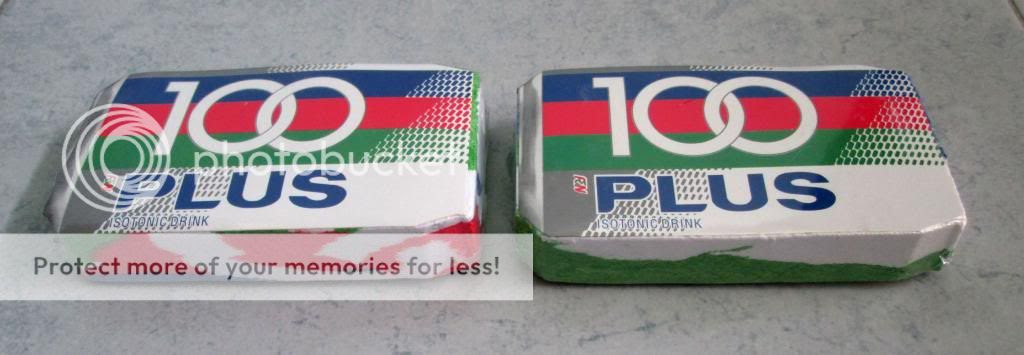 100
PLUS
ISOTONIC DRINK
100
F&N PLUS
ISOTONIC DRINK
photobucket
Protect more of your memories for less!